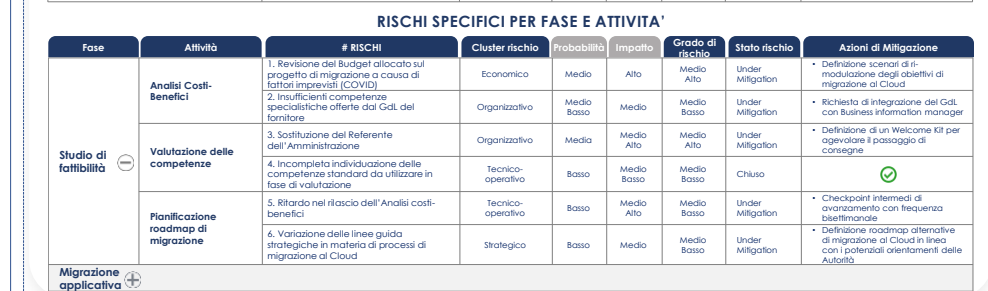 RISCHI SPECIFICI PER FASE E ATTIVITA'
Fase
Attività
# RISCHI
Cluster rischio
Probabilità
Impatto
Grado di
rischio
Stato rischio
Azioni di Mitigazione
Studio di
fattibilità
Analisi Costi-
Benefici
1. Revisione del Budget allocato sul
progetto di migrazione a causa di
fattori imprevisti (COVID)
Economico
Medio
Alto
Medio
Alto
Under
Mitigation
• Definizione scenari di ri-
modulazione degli obiettivi di
migrazione al Cloud
2. Insufficienti competenze
specialistiche offerte dal GdL del
fornitore
Organizzativo
Medio
Basso
Medio
Medio
Basso
Under
Mitigation
• Richiesta di integrazione del GdL
con Business information manager
Valutazione delle
competenze
3. Sostituzione del Referente
dell'Amministrazione
Organizzativo
Media
Medio
Alto
Medio
Alto
Under
Mitigation
• Definizione di un Welcome Kit per
agevolare il passaggio di
consegne
4. Incompleta individuazione delle
competenze standard da utilizzare in
fase di valutazione
Tecnico-
operativo
Basso
Medio
Basso
Medio
Basso
Chiuso
Pianificazione
roadmap di
migrazione
5. Ritardo nel rilascio dell'Analisi costi-
benefici
Tecnico-
operativo
Basso
Medio
Alto
Medio
Basso
Under
Mitigation
• Checkpoint intermedi di
avanzamento con frequenza
bisettimanale
6. Variazione delle linee guida
strategiche in materia di processi di
migrazione al Cloud
Strategico
Basso
Medio
Medio
Basso
Under
Mitigation
• Definizione roadmap alternative
di migrazione al Cloud in linea
con i potenziali orientamenti delle
Autorità
Migrazione
applicativa